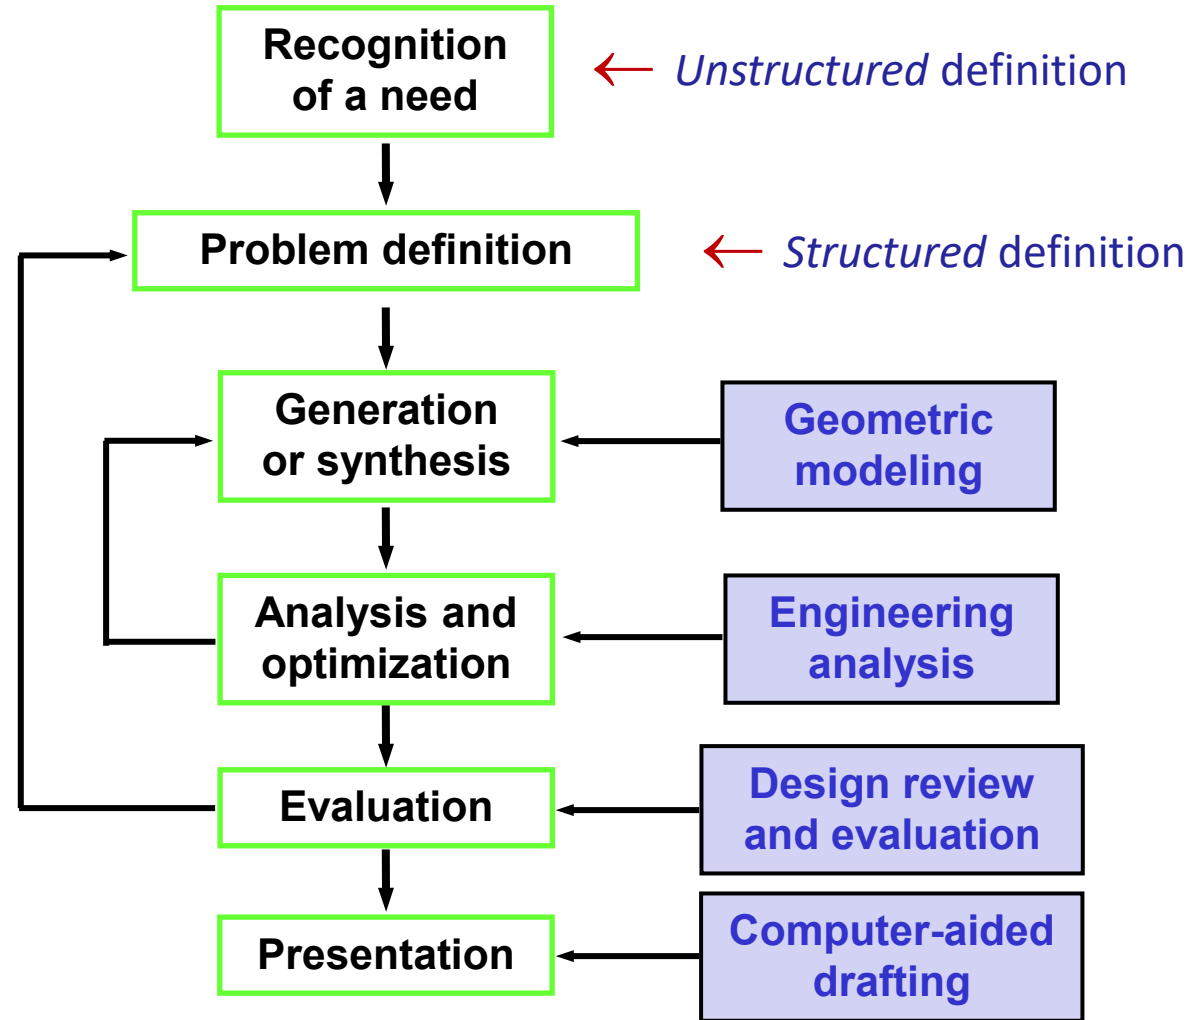 Recognition
of a need
← Unstructured definition
Problem definition
← Structured definition
Generation
or synthesis
Geometric
modeling
Analysis and
optimization
Engineering
analysis
Evaluation
Design review
and evaluation
Presentation
Computer-aided
drafting